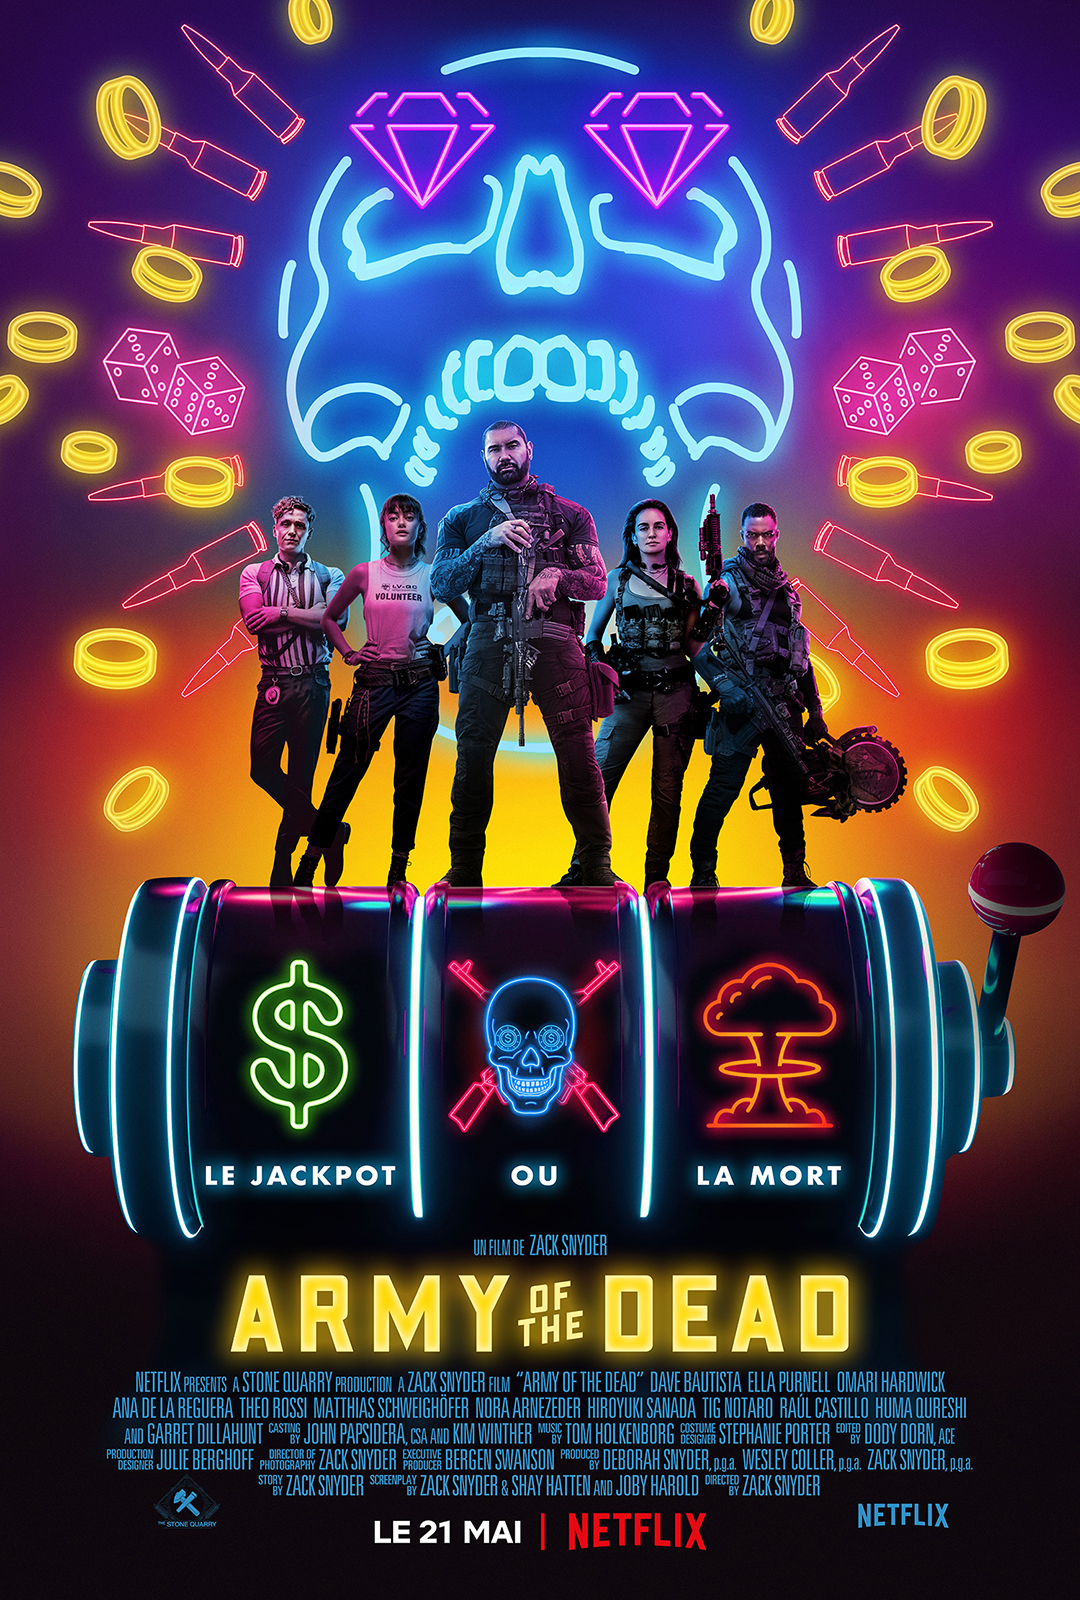 LV-QC
VOLUNTEER
LE JACKPOT
OU
LA MORT
UN FILM DE ZACK SNYDER
ARMY OF THE DEAD
NETFLIX PRESENTS A STONE QUARRY PRODUCTION A ZACK SNYDER FILM "ARMY OF THE DEAD" DAVE BAUTISTA ELLA PURNELL OMARI HARDWICK
ANA DE LA REGUERA THEO ROSSI MATTHIAS SCHWEIGHÖFER NORA ARNEZEDER HIROYUKI SANADA TIG NOTARO RAÚL CASTILLO HUMA QURESHI
AND GARRET DILLAHUNT CASTING BY JOHN PAPSIDERA, CSA AND KIM WINTHER MUSIC BY TOM HOLKENBORG COSTUME DESIGNER STEPHANIE PORTER EDITED BY DODY DORN, ACE
PRODUCTION DESIGNER JULIE BERGHOFF DIRECTOR OF PHOTOGRAPHY ZACK SNYDER EXECUTIVE PRODUCER BERGEN SWANSON PRODUCED BY DEBORAH SNYDER, p.g.a. WESLEY COLLER, p.g.a. ZACK SNYDER, p.g.a.
STORY BY ZACK SNYDER SCREENPLAY BY ZACK SNYDER & SHAY HATTEN AND JOBY HAROLD DIRECTED BY ZACK SNYDER
THE STONE QUARRY
NETFLIX
LE 21 MAI | NETFLIX